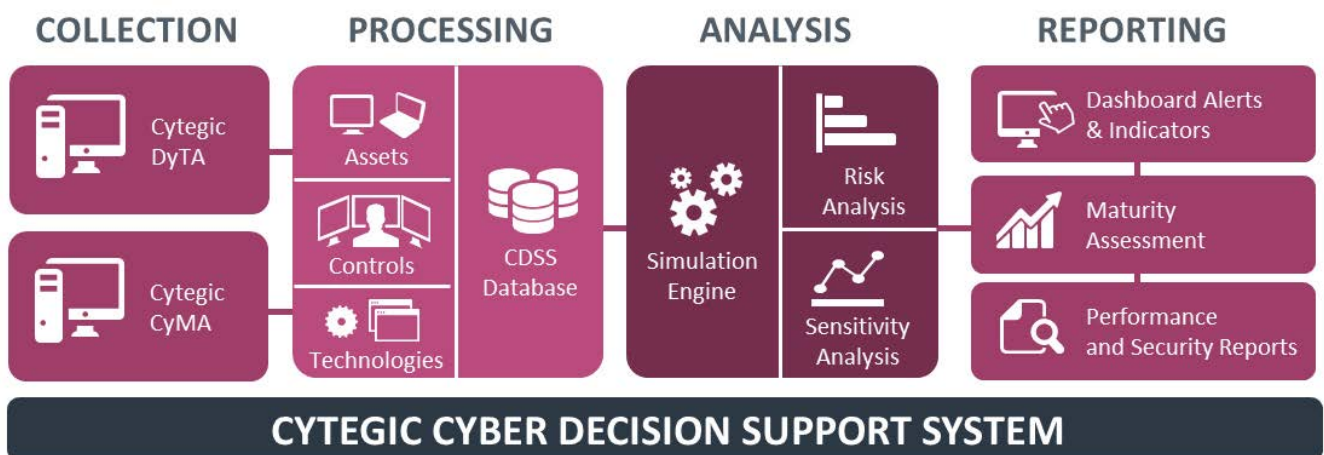 COLLECTION
Cytegic
DyTA
Cytegic
CyMA
PROCESSING
Assets
Controls
Technologies
CDSS
Database
ANALYSIS
Simulation
Engine
Risk
Analysis
Sensitivity
Analysis
REPORTING
Dashboard Alerts
& Indicators
Maturity
Assessment
Performance
and Security Reports
CYTEGIC CYBER DECISION SUPPORT SYSTEM